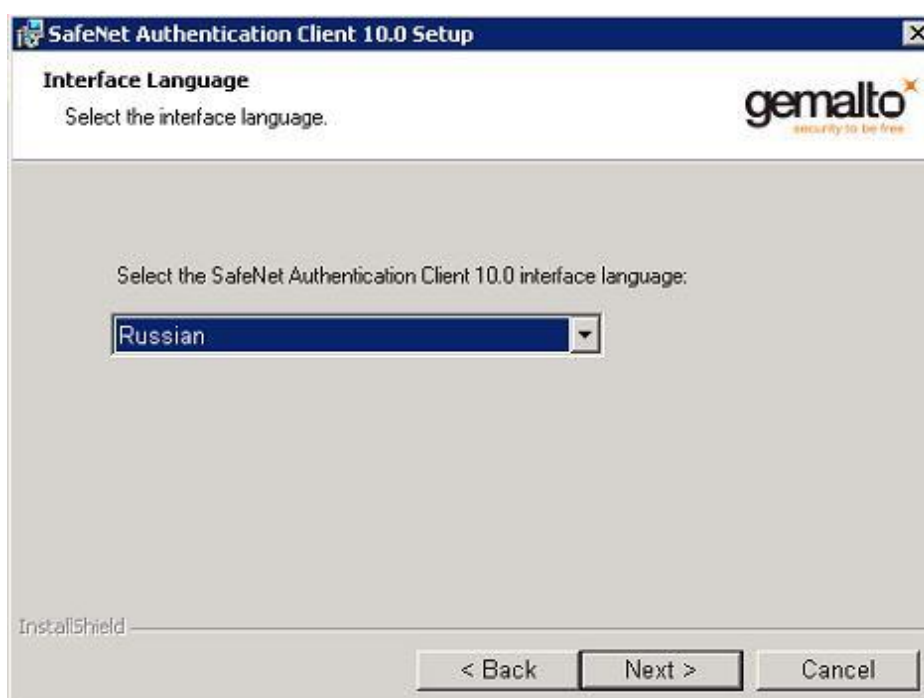 SafeNet Authentication Client 10.0 Setup
Interface Language
Select the interface language.
gemalto
security to be free
Select the SafeNet Authentication Client 10.0 interface language:
Russian
InstallShield
< Back
Next >
Cancel